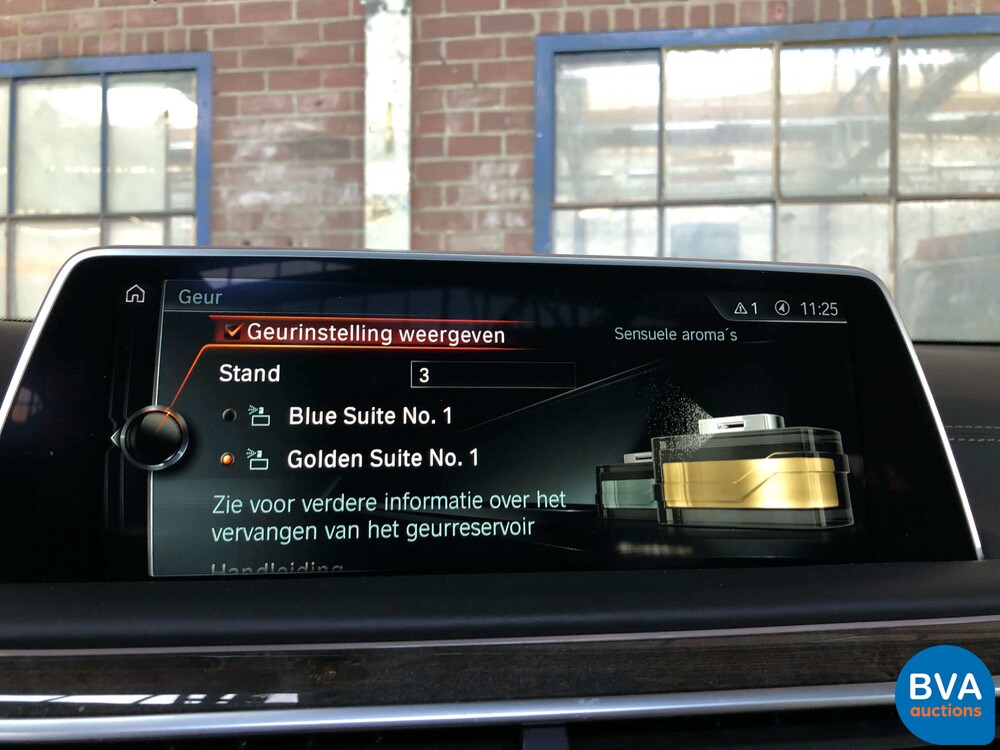 Geur
1 11:25
Geurinstelling weergeven
Sensuele aroma´s
Stand 3
Blue Suite No. 1
Golden Suite No. 1
Zie voor verdere informatie over het
vervangen van het geurreservoir
Handleiding
BVA
auctions